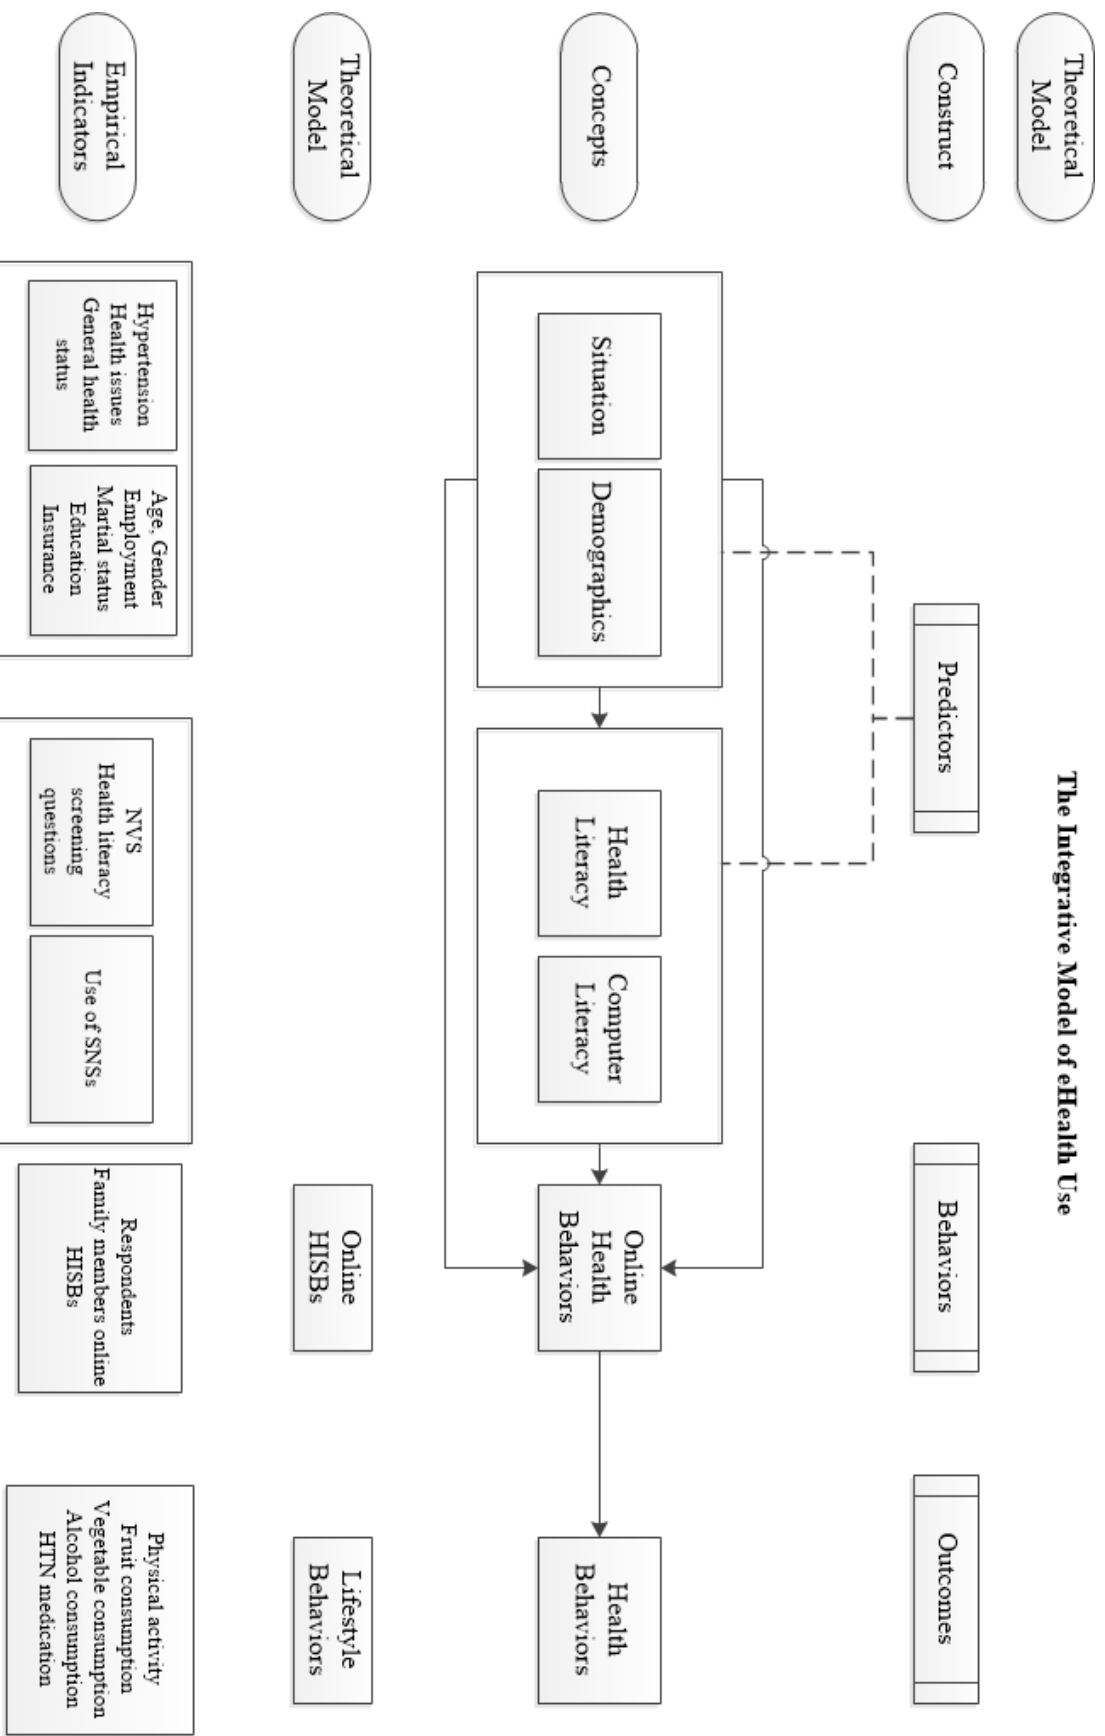 The Integrative Model of eHealth Use
Theoretical
Model
Construct
Predictors
Behaviors
Outcomes
Concepts
Situation
Demographics
Health
Literacy
Computer
Literacy
Online
Health
Behaviors
Health
Behaviors
Theoretical
Model
Online
HISBs
Lifestyle
Behaviors
Empirical
Indicators
Hypertension
Health issues
General health
status
Age, Gender
Employment
Martial status
Education
Insurance
NVS
Health literacy
screening
questions
Use of SNSs
Respondents
Family members online
HISBs
Physical activity
Fruit consumption
Vegetable consumption
Alcohol consumption
HTN medication